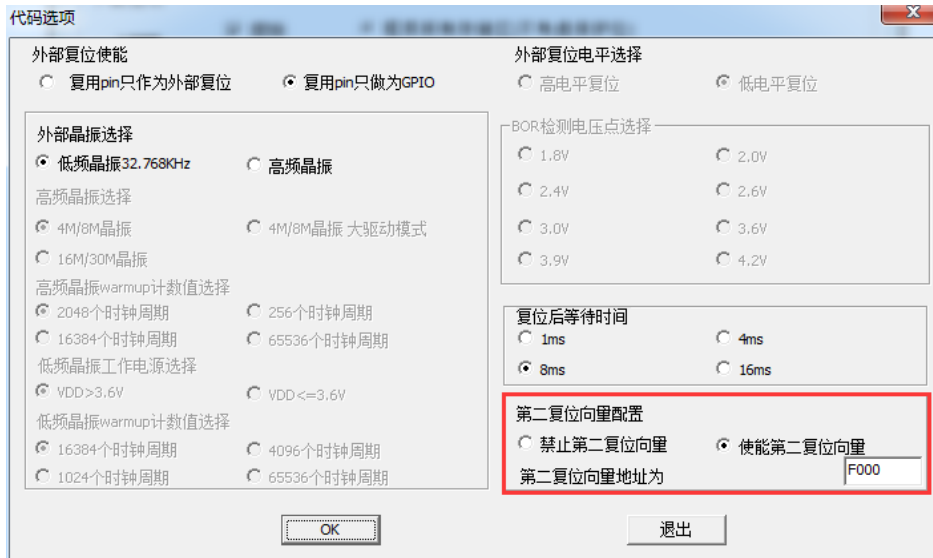 代码选项
外部复位使能
复用pin只作为外部复位 复用pin只做为GPIO
外部晶振选择
低频晶振32.768KHz 高频晶振
高频晶振选择
4M/8M晶振 4M/8M晶振 大驱动模式
16M/30M晶振
高频晶振warmup计数值选择
2048个时钟周期 256个时钟周期
16384个时钟周期 65536个时钟周期
低频晶振工作电源选择
VDD>3.6V VDD<=3.6V
低频晶振warmup计数值选择
16384个时钟周期 4096个时钟周期
1024个时钟周期 65536个时钟周期
外部复位电平选择
高电平复位 低电平复位
BOR检测电压点选择
1.8V 2.0V
2.4V 2.6V
3.0V 3.6V
3.9V 4.2V
复位后等待时间
1ms 4ms
8ms 16ms
第二复位向量配置
禁止第二复位向量 使能第二复位向量
第二复位向量地址为 F000
OK 退出